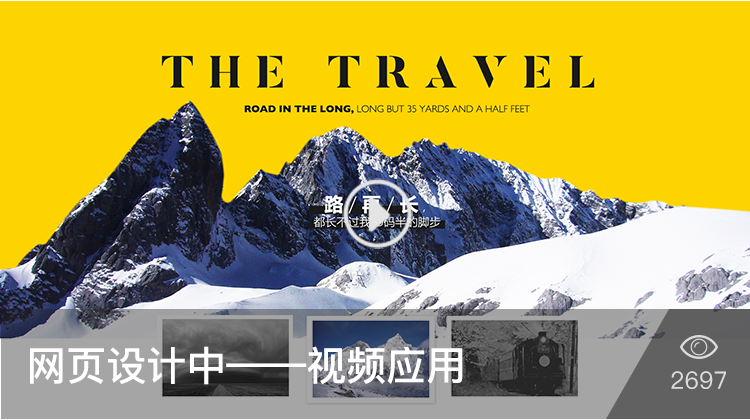 THE TRAVEL
ROAD IN THE LONG, LONG BUT 35 YARDS AND A HALF FEET
路 / 再 / 长
都长不过我 码半的脚步
网页设计中——视频应用
2697